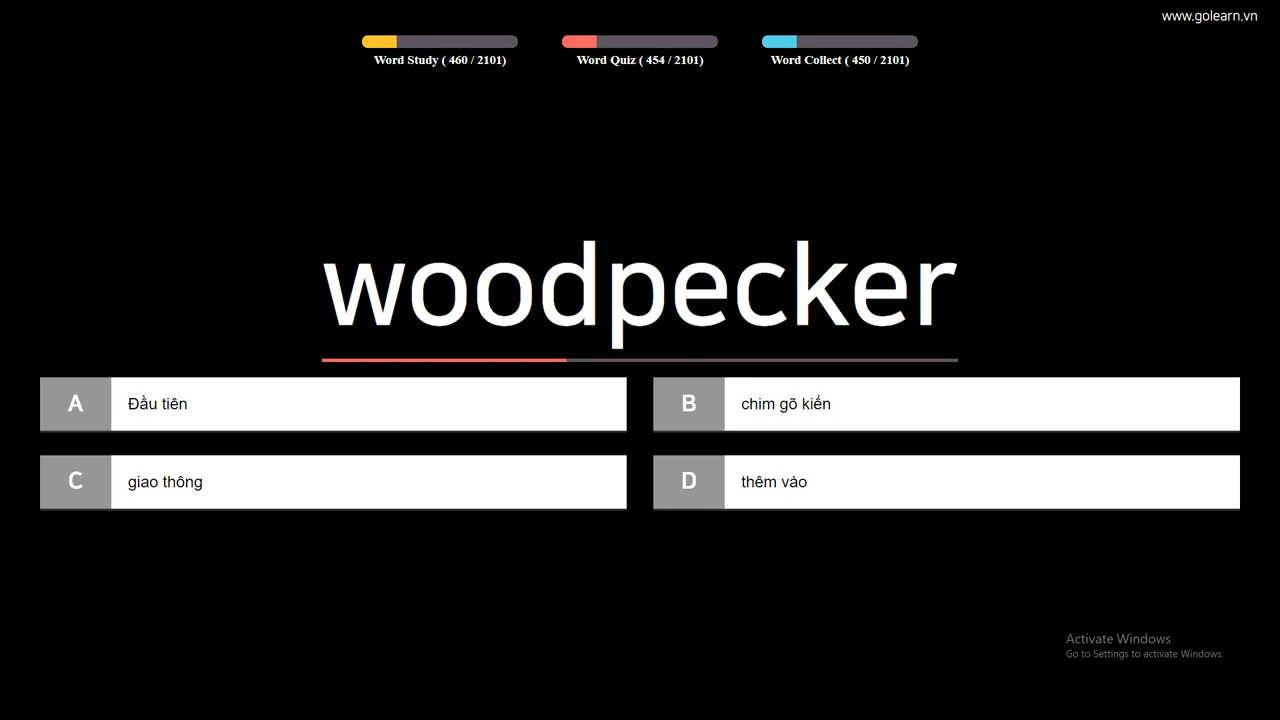 www.golearn.vn
Word Study ( 460 / 2101)
Word Quiz ( 454 / 2101)
Word Collect ( 450 / 2101)
woodpecker
A Đầu tiên
B chim gõ kiến
C giao thông
D thêm vào
Activate Windows
Go to Settings to activate Windows.